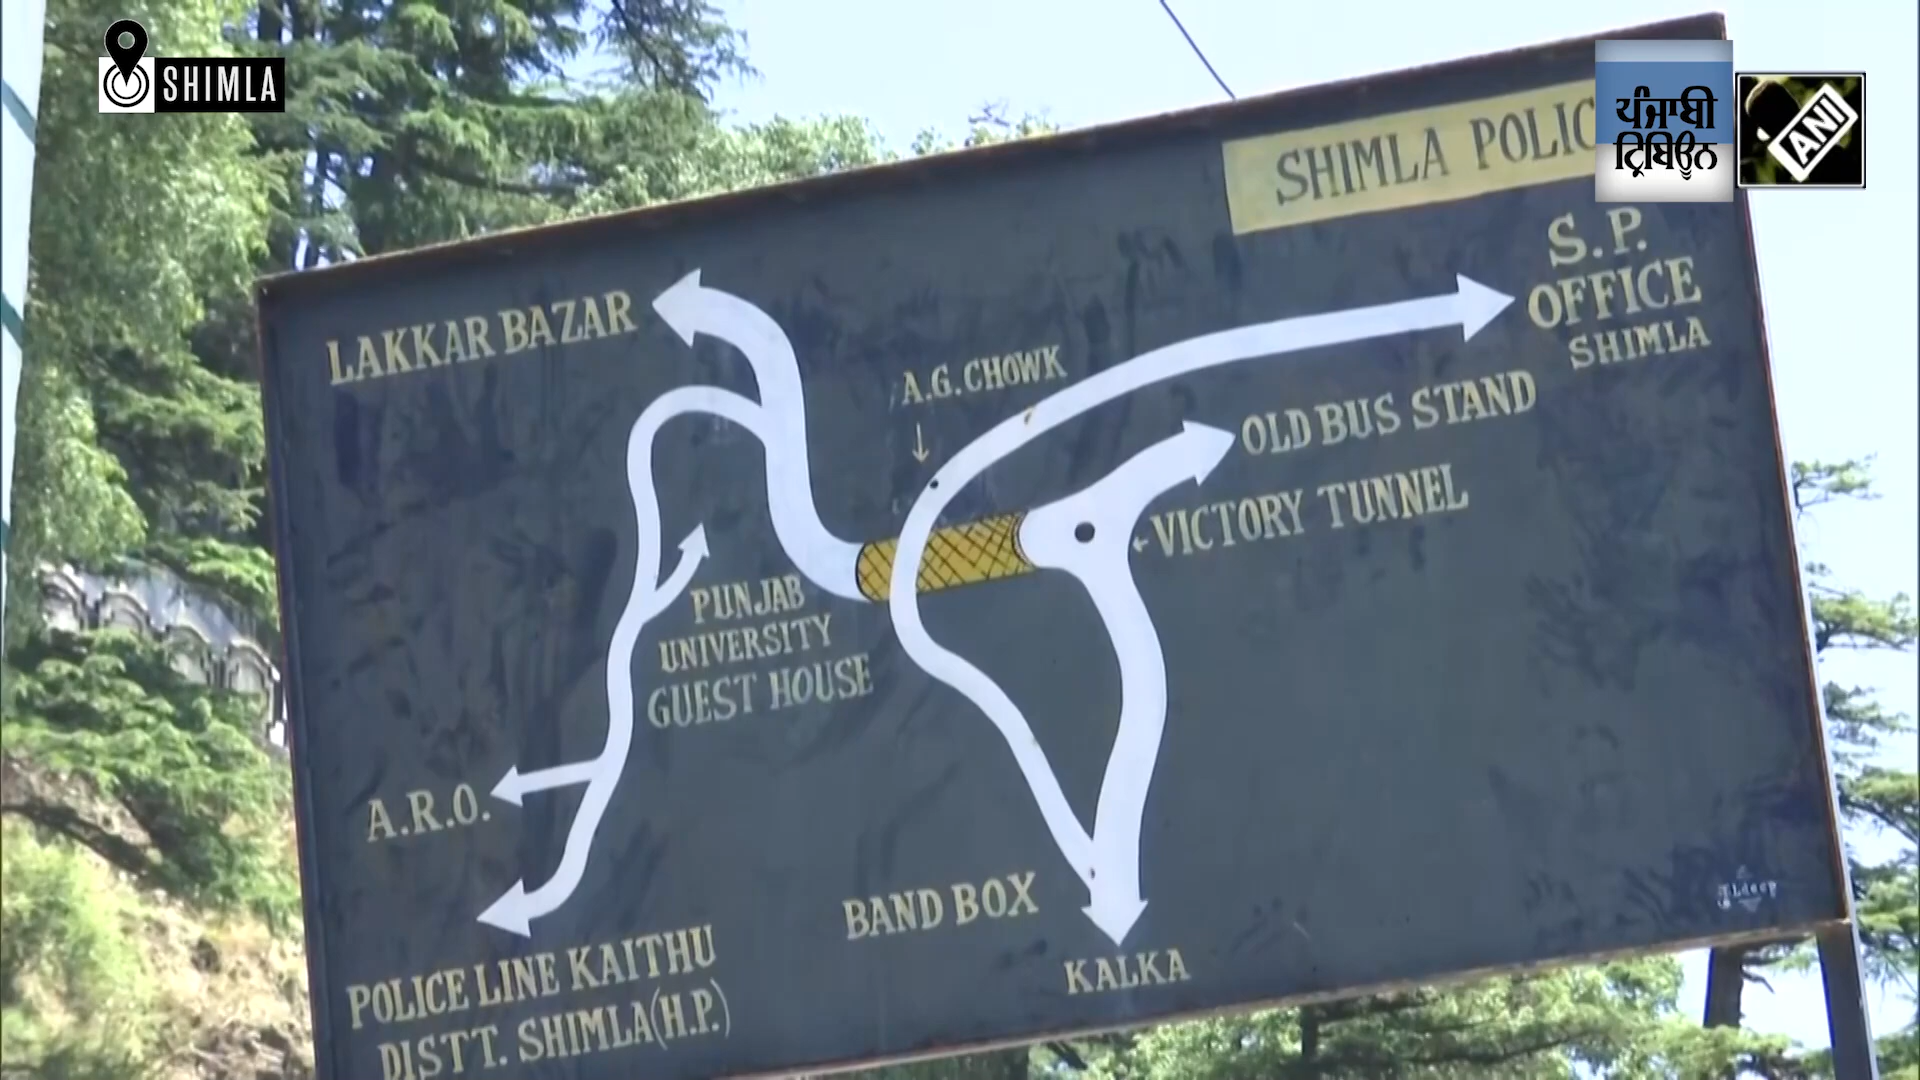 SHIMLA
ਪੰਜਾਬੀ
ਟ੍ਰਿਬਿਊਨ
ANI
SHIMLA POLIC
S.P.
OFFICE
SHIMLA
LAKKAR BAZAR
A.G. CHOWK
OLD BUS STAND
VICTORY TUNNEL
PUNJAB
UNIVERSITY
GUEST HOUSE
A.R.O.
BAND BOX
KALKA
POLICE LINE KAITHU
DISTT. SHIMLA(H.P.)